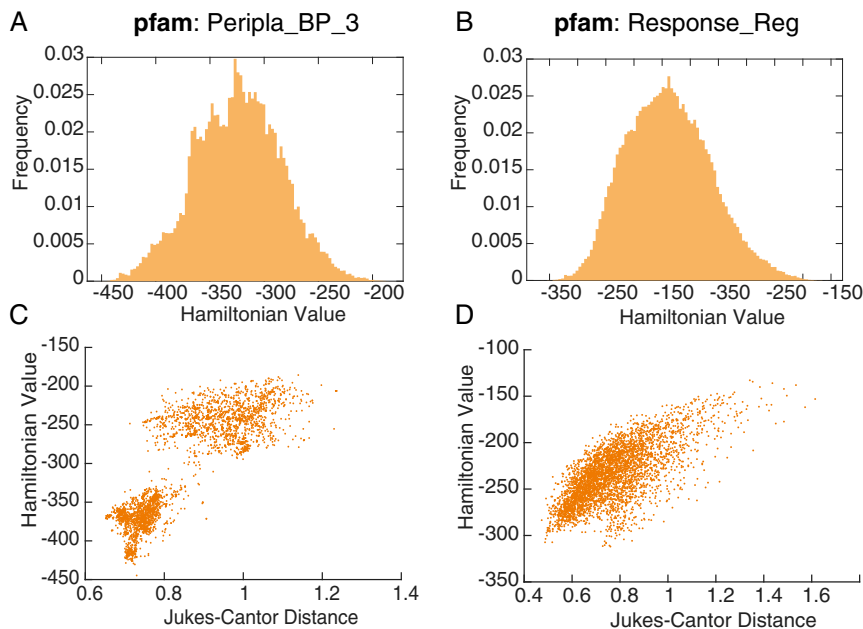 A
pfam: Peripla_BP_3
0.03
0.025
0.02
0.015
0.01
0.005
0
Frequency
-450 -400 -350 -300 -250 -200
Hamiltonian Value
B
pfam: Response_Reg
0.03
0.025
0.02
0.015
0.01
0.005
0
Frequency
-350 -250 -150 -350 -150 -150
Hamiltonian Value
C
-150
-200
-250
-300
-350
-400
-450
Hamiltonian Value
0.6 0.8 1 1.2 1.4
Jukes-Cantor Distance
D
-100
-150
-200
-250
-300
-350
Hamiltonian Value
0.4 0.6 0.8 1 1.2 1.4 1.6
Jukes-Cantor Distance